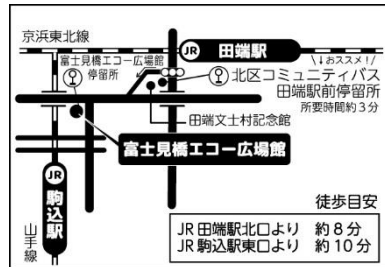 京浜東北線
JR 田端駅
富士見橋エコー広場館
停留所
\↓おススメ!/
北区コミュニティバス
田端駅前停留所
所要時間約3分
田端文士村記念館
富士見橋エコー広場館
JR 駒込駅
山手線
徒歩目安
JR田端駅北口より 約8分
JR駒込駅東口より 約10分